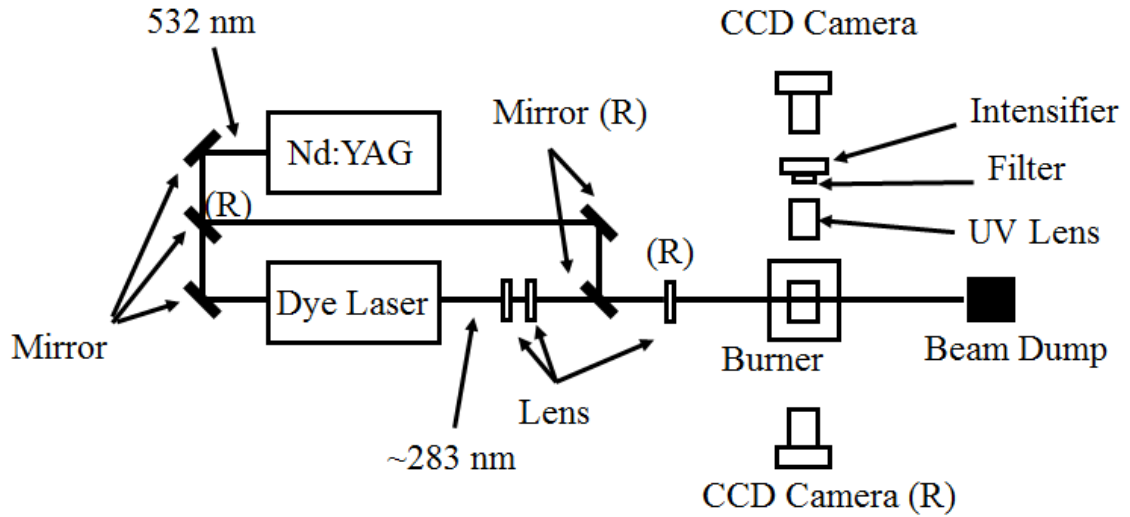 532 nm
CCD Camera
Mirror (R)
Intensifier
Nd:YAG
Filter
(R)
UV Lens
(R)
Dye Laser
Mirror
Burner
Beam Dump
Lens
~283 nm
CCD Camera (R)